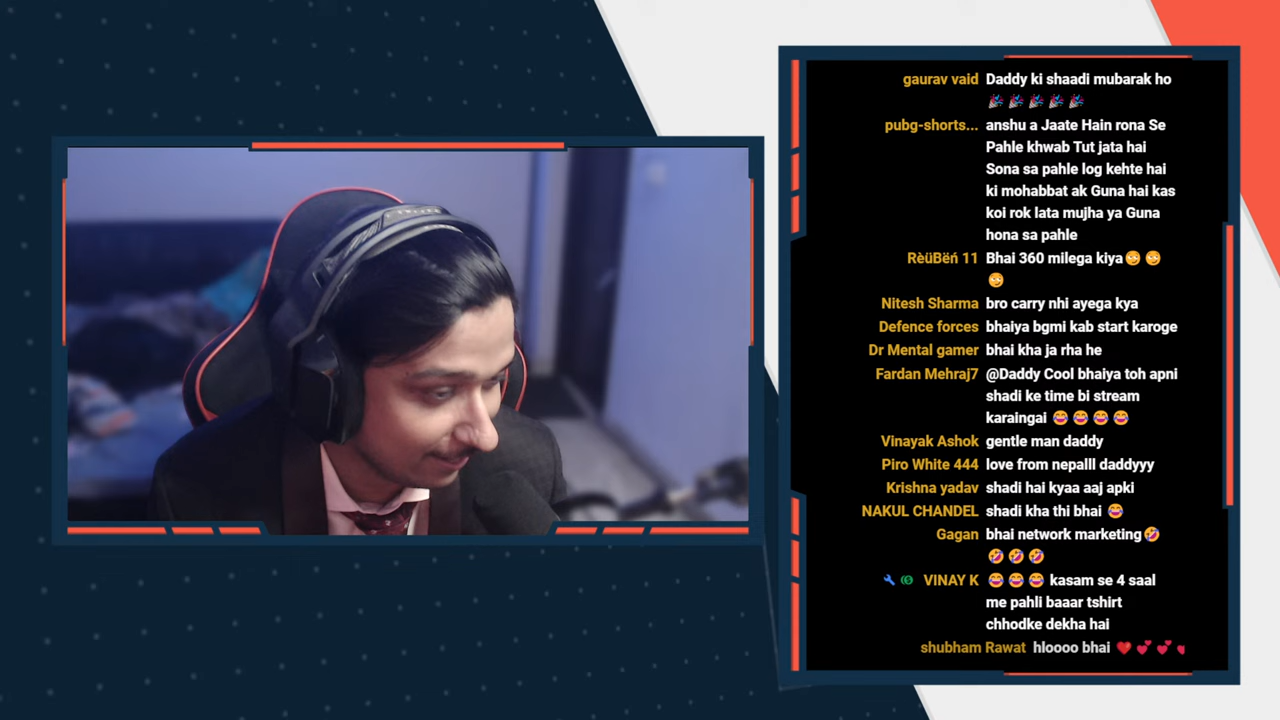 gaurav vaid Daddy ki shaadi mubarak ho
🎉 🎉 🎉 🎉 🎉
pubg-shorts... anshu a Jaate Hain rona Se
Pahle khwab Tut jata hai
Sona sa pahle log kehte hai
ki mohabbat ak Guna hai kas
koi rok lata mujha ya Guna
hona sa pahle
RèüBëń 11 Bhai 360 milega kiya
Nitesh Sharma bro carry nhi ayega kya
Defence forces bhaiya bgmi kab start karoge
Dr Mental gamer bhai kha ja rha he
Fardan Mehraj7 @Daddy Cool bhaiya toh apni
shadi ke time bi stream
karaingai 😂 😂 😂 😂
Vinayak Ashok gentle man daddy
Piro White 444 love from nepalll daddyyy
Krishna yadav shadi hai kyaa aaj apki
NAKUL CHANDEL shadi kha thi bhai 😂
Gagan bhai network marketing🤣
🤣 🤣 🤣
VINAY K 😂 😂 😂 kasam se 4 saal
me pahli baaar tshirt
chhodke dekha hai
shubham Rawat hloooo bhai ❤️ 💕 💕